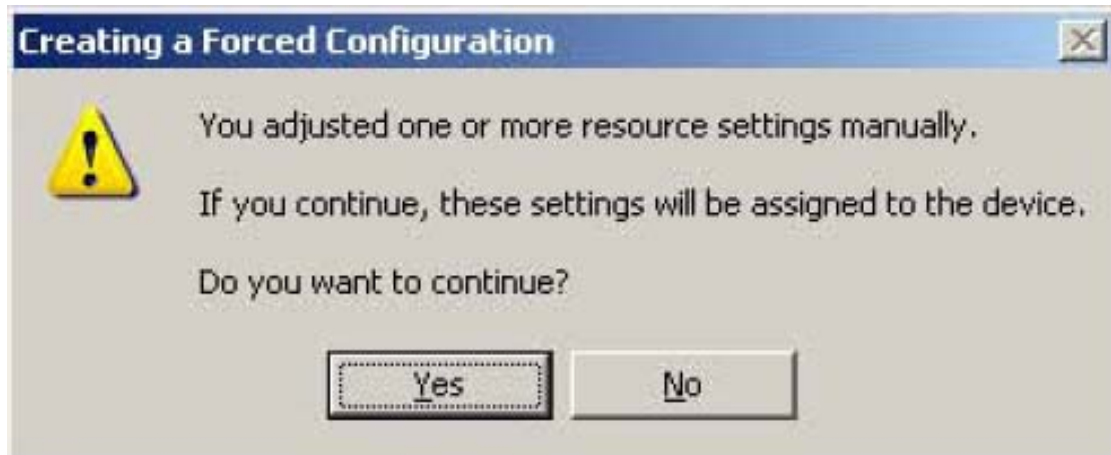 Creating a Forced Configuration
You adjusted one or more resource settings manually.
If you continue, these settings will be assigned to the device.
Do you want to continue?
Yes
No